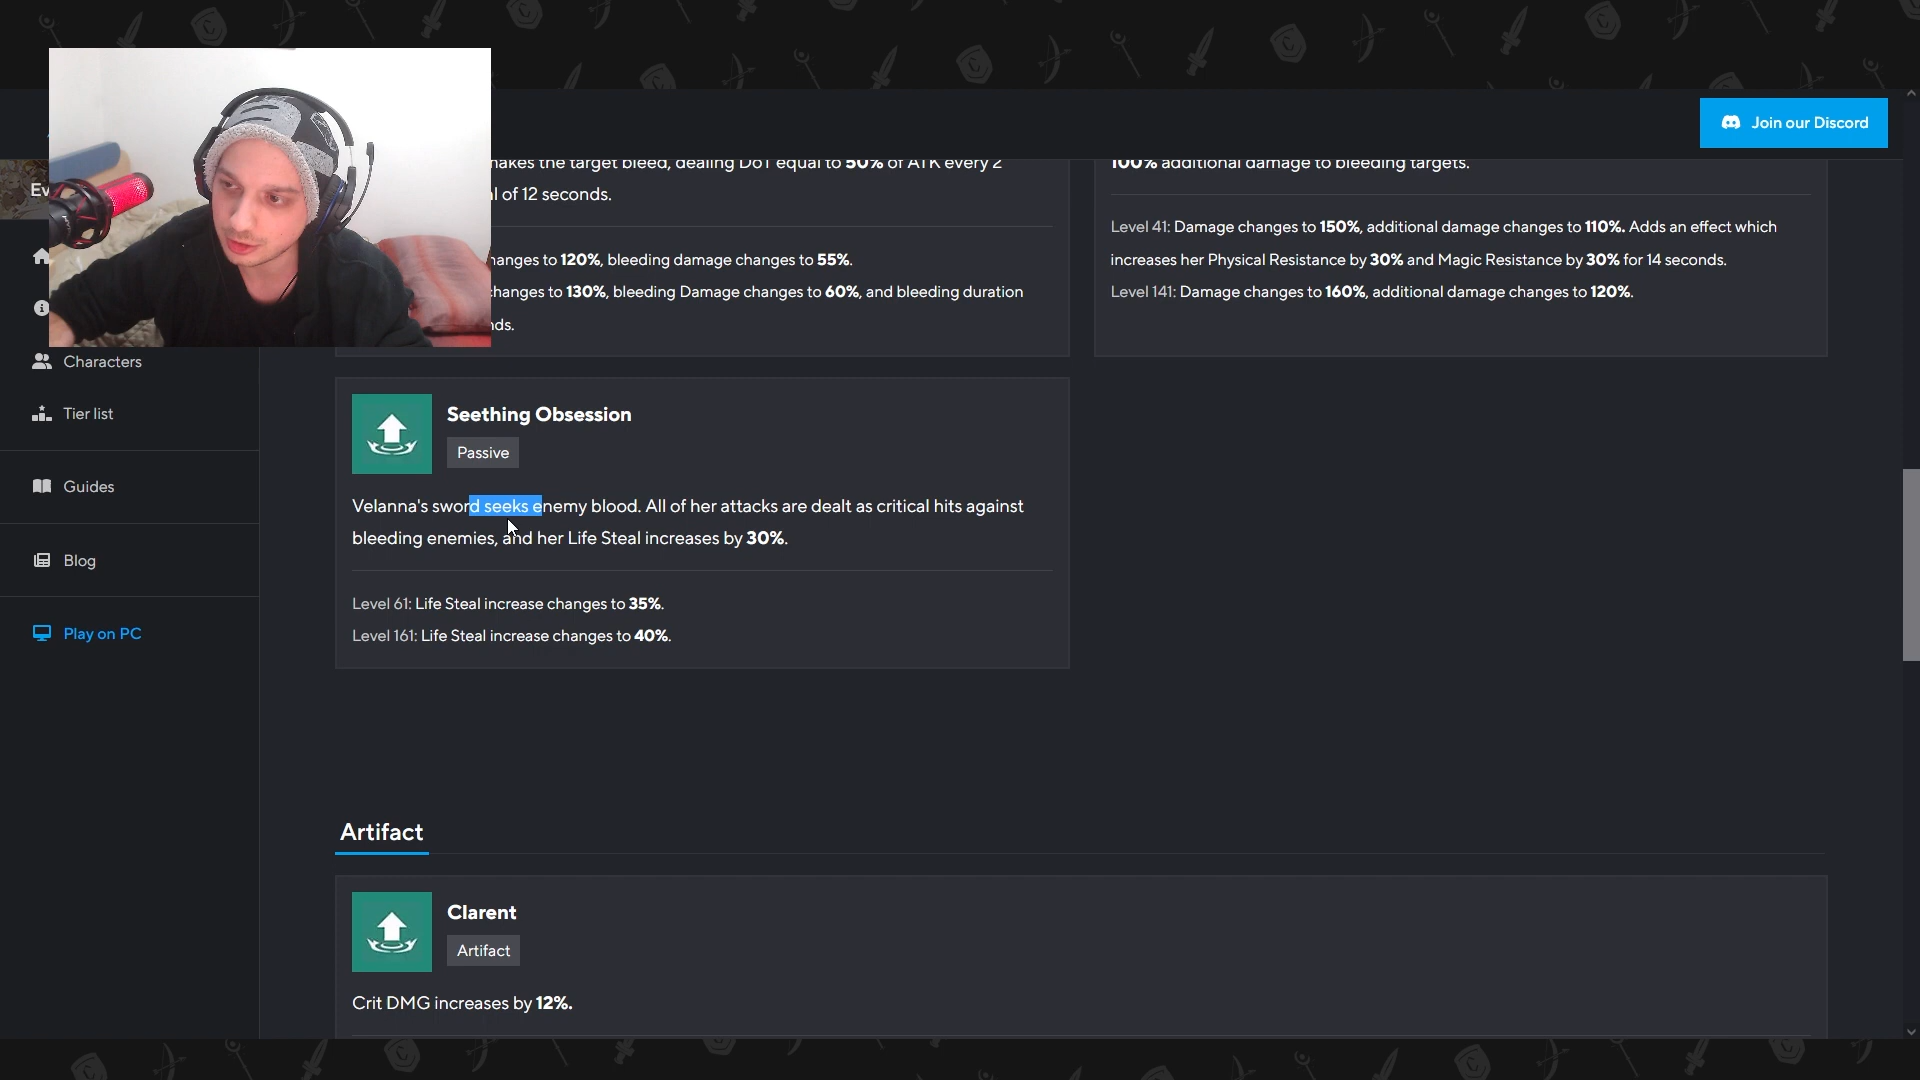 Join our Discord
Ev
Characters
Tier list
Guides
Blog
Play on PC
makes the target bleed, dealing DoT equal to 50% of ATK every 2
l of 12 seconds.
hanges to 120%, bleeding damage changes to 55%.
hanges to 130%, bleeding Damage changes to 60%, and bleeding duration
nds.
100% additional damage to bleeding targets.
Level 41: Damage changes to 150%, additional damage changes to 110%. Adds an effect which
increases her Physical Resistance by 30% and Magic Resistance by 30% for 14 seconds.
Level 141: Damage changes to 160%, additional damage changes to 120%.
Seething Obsession
Passive
Velanna's sword seeks enemy blood. All of her attacks are dealt as critical hits against
bleeding enemies, and her Life Steal increases by 30%.
Level 61: Life Steal increase changes to 35%.
Level 161: Life Steal increase changes to 40%.
Artifact
Clarent
Artifact
Crit DMG increases by 12%.